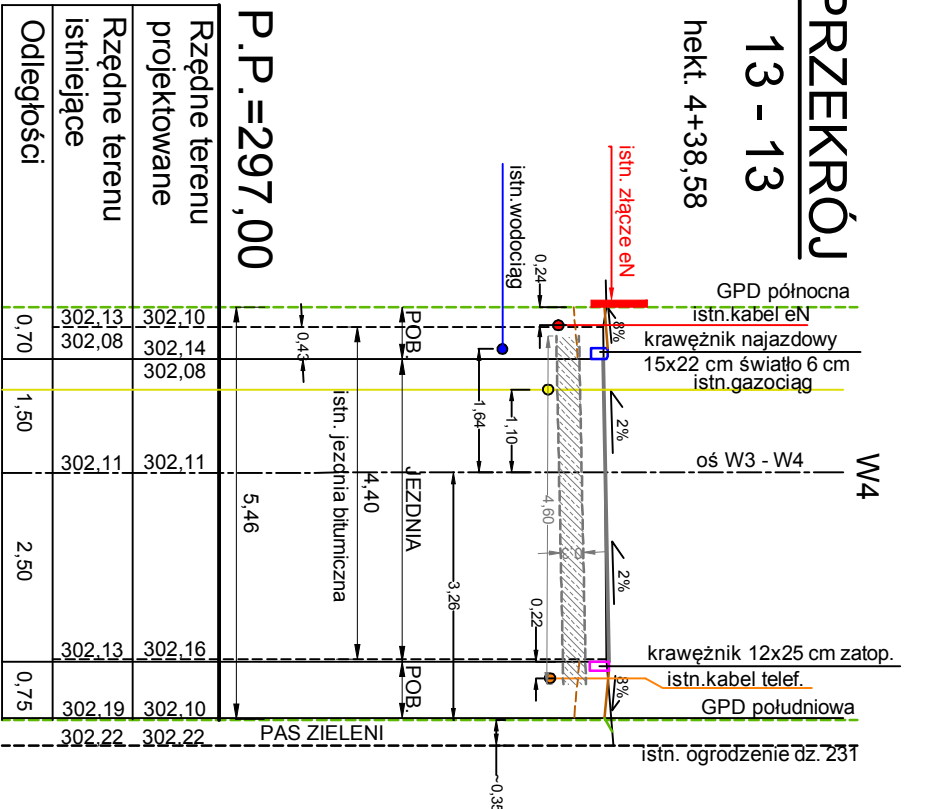 PRZEKRÓJ
13 - 13
hekt. 4+38,58
W4
istn. złącze eN
istn.wodociąg
GPD północna
istn.kabel eN
krawężnik najazdowy
15x22 cm światło 6 cm
istn.gazociąg
oś W3 - W4
krawężnik 12x25 cm zatop.
istn.kabel telef.
GPD południowa
istn. ogrodzenie dz. 231
8%
2%
2%
8%
0,24
4,60
0,22
1,64
1,10
3,26
~0,35
POB.
JEZDNIA
POB.
0,43
istn. jezdnia bitumiczna
4,40
5,46
PAS ZIELENI
P.P.=297,00
Rzędne terenu
projektowane
302,10
302,14
302,08
302,11
302,16
302,10
302,22
Rzędne terenu
istniejące
302,13
302,08
302,11
302,13
302,19
302,22
Odległości
0,70
1,50
2,50
0,75